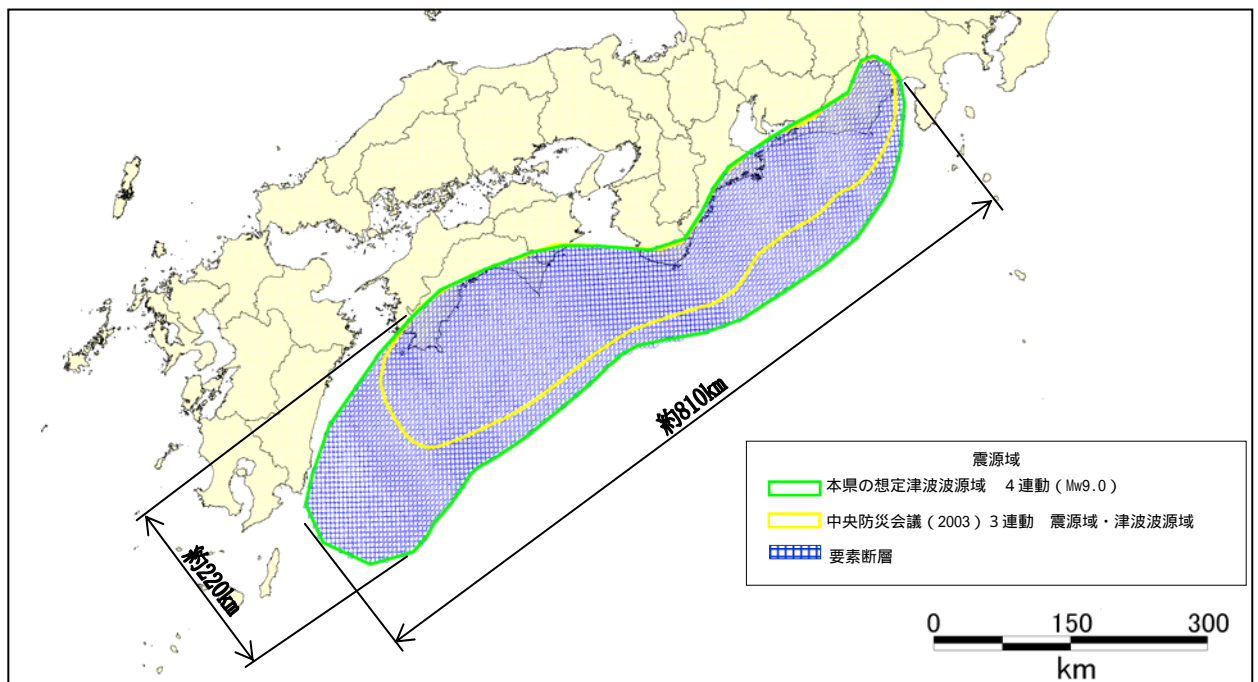 約810km
約220km
震源域
本県の想定津波波源域 ４連動（Mw9.0）
中央防災会議（2003）３連動 震源域・津波波源域
要素断層
0 150 300
km